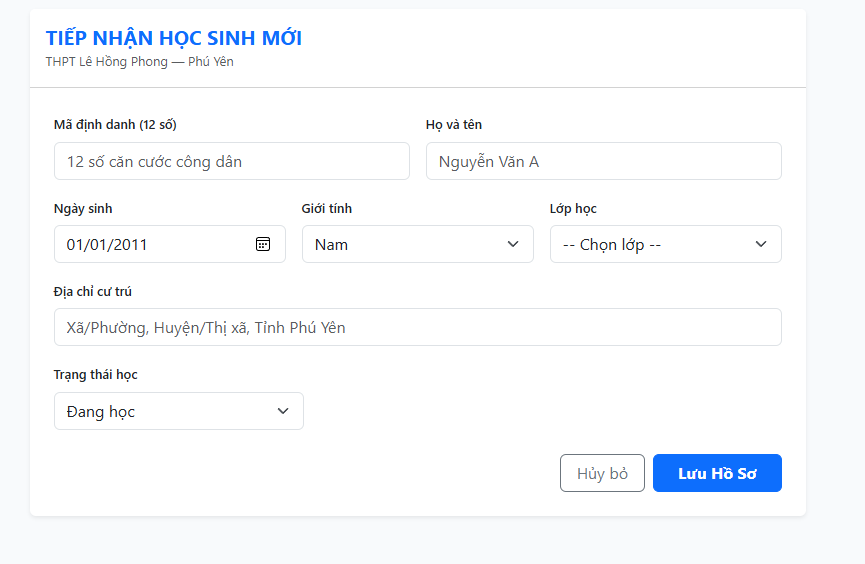 TIẾP NHẬN HỌC SINH MỚI
THPT Lê Hồng Phong — Phú Yên
Mã định danh (12 số)
Họ và tên
12 số căn cước công dân
Nguyễn Văn A
Ngày sinh
Giới tính
Lớp học
01/01/2011
Nam
-- Chọn lớp --
Địa chỉ cư trú
Xã/Phường, Huyện/Thị xã, Tỉnh Phú Yên
Trạng thái học
Đang học
Hủy bỏ
Lưu Hồ Sơ